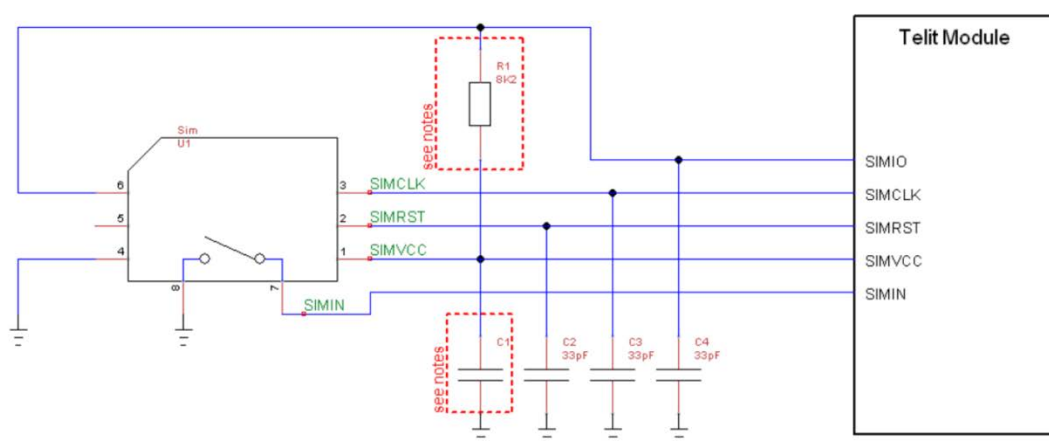 Telit Module
R1
8K2
see notes
Sim
U1
SIMIO
6
3
SIMCLK
SIMCLK
5
2
SIMRST
SIMRST
4
1
SIMVCC
SIMVCC
8
7
SIMIN
SIMIN
see notes
C1
C2
33pF
C3
33pF
C4
33pF